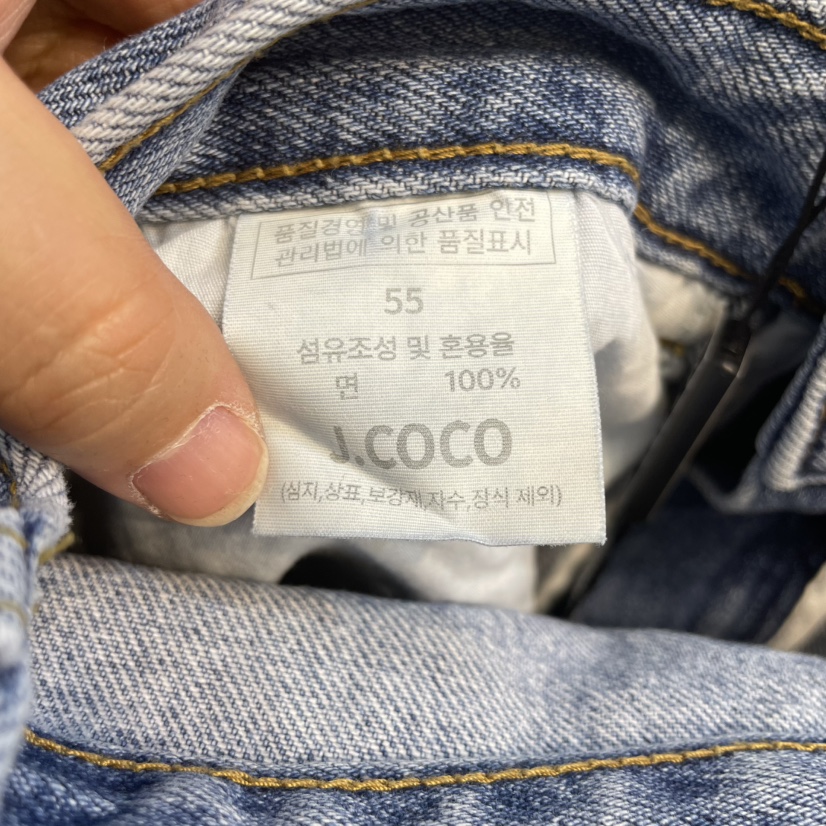 품질경영 및 공산품 안전
관리법에 의한 품질표시
55
섬유조성 및 혼용율
면 100%
J.COCO
(심지,상표,보강재,자수,장식 제외)